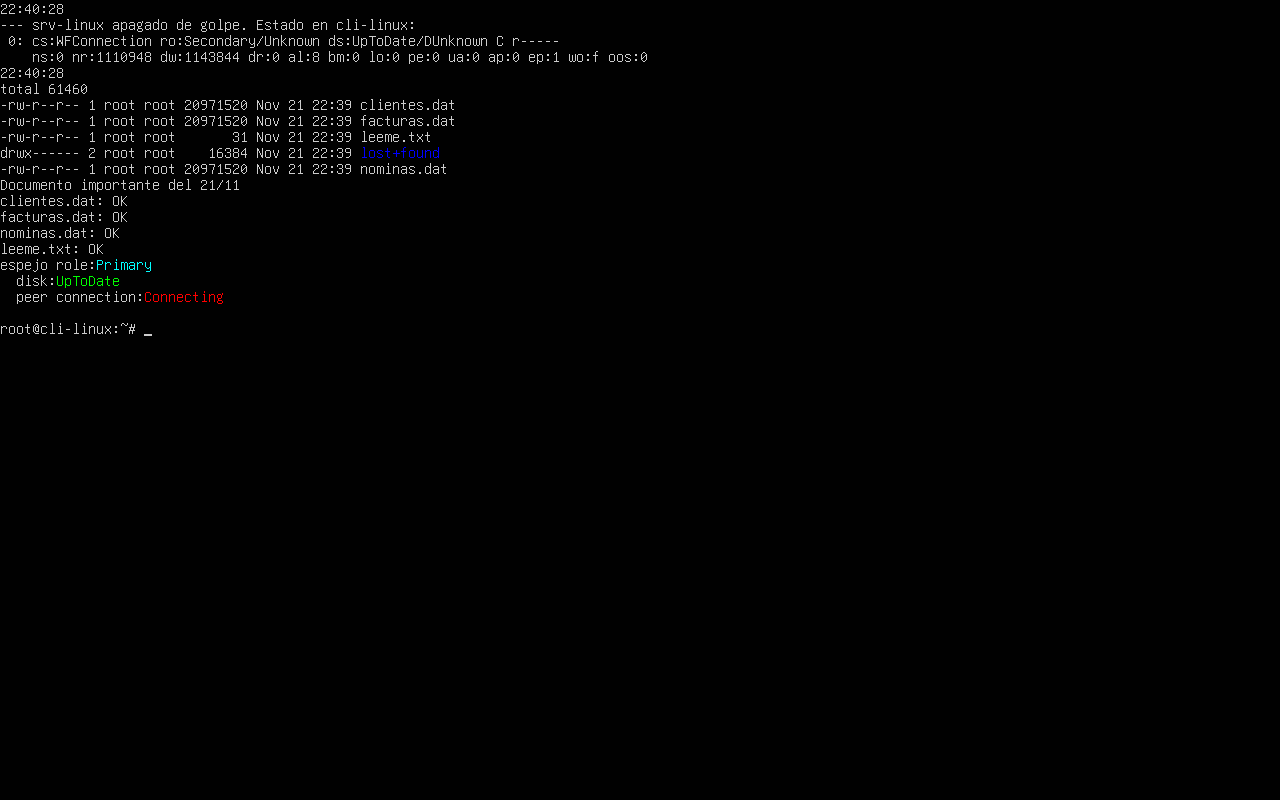 22:40:28
--- srv-linux apagado de golpe. Estado en cli-linux:
 0: cs:WFConnection ro:Secondary/Unknown ds:UpToDate/DUnknown C r-----
    ns:0 nr:1110948 dw:1143844 dr:0 al:8 bm:0 lo:0 pe:0 ua:0 ap:0 ep:1 wo:f oos:0
22:40:28
total 61460
-rw-r--r-- 1 root root 20971520 Nov 21 22:39 clientes.dat
-rw-r--r-- 1 root root 20971520 Nov 21 22:39 facturas.dat
-rw-r--r-- 1 root root       31 Nov 21 22:39 leeme.txt
drwx------ 2 root root    16384 Nov 21 22:39 lost+found
-rw-r--r-- 1 root root 20971520 Nov 21 22:39 nominas.dat
Documento importante del 21/11
clientes.dat: OK
facturas.dat: OK
nominas.dat: OK
leeme.txt: OK
espejo role:Primary
  disk:UpToDate
  peer connection:Connecting
root@cli-linux:~# _